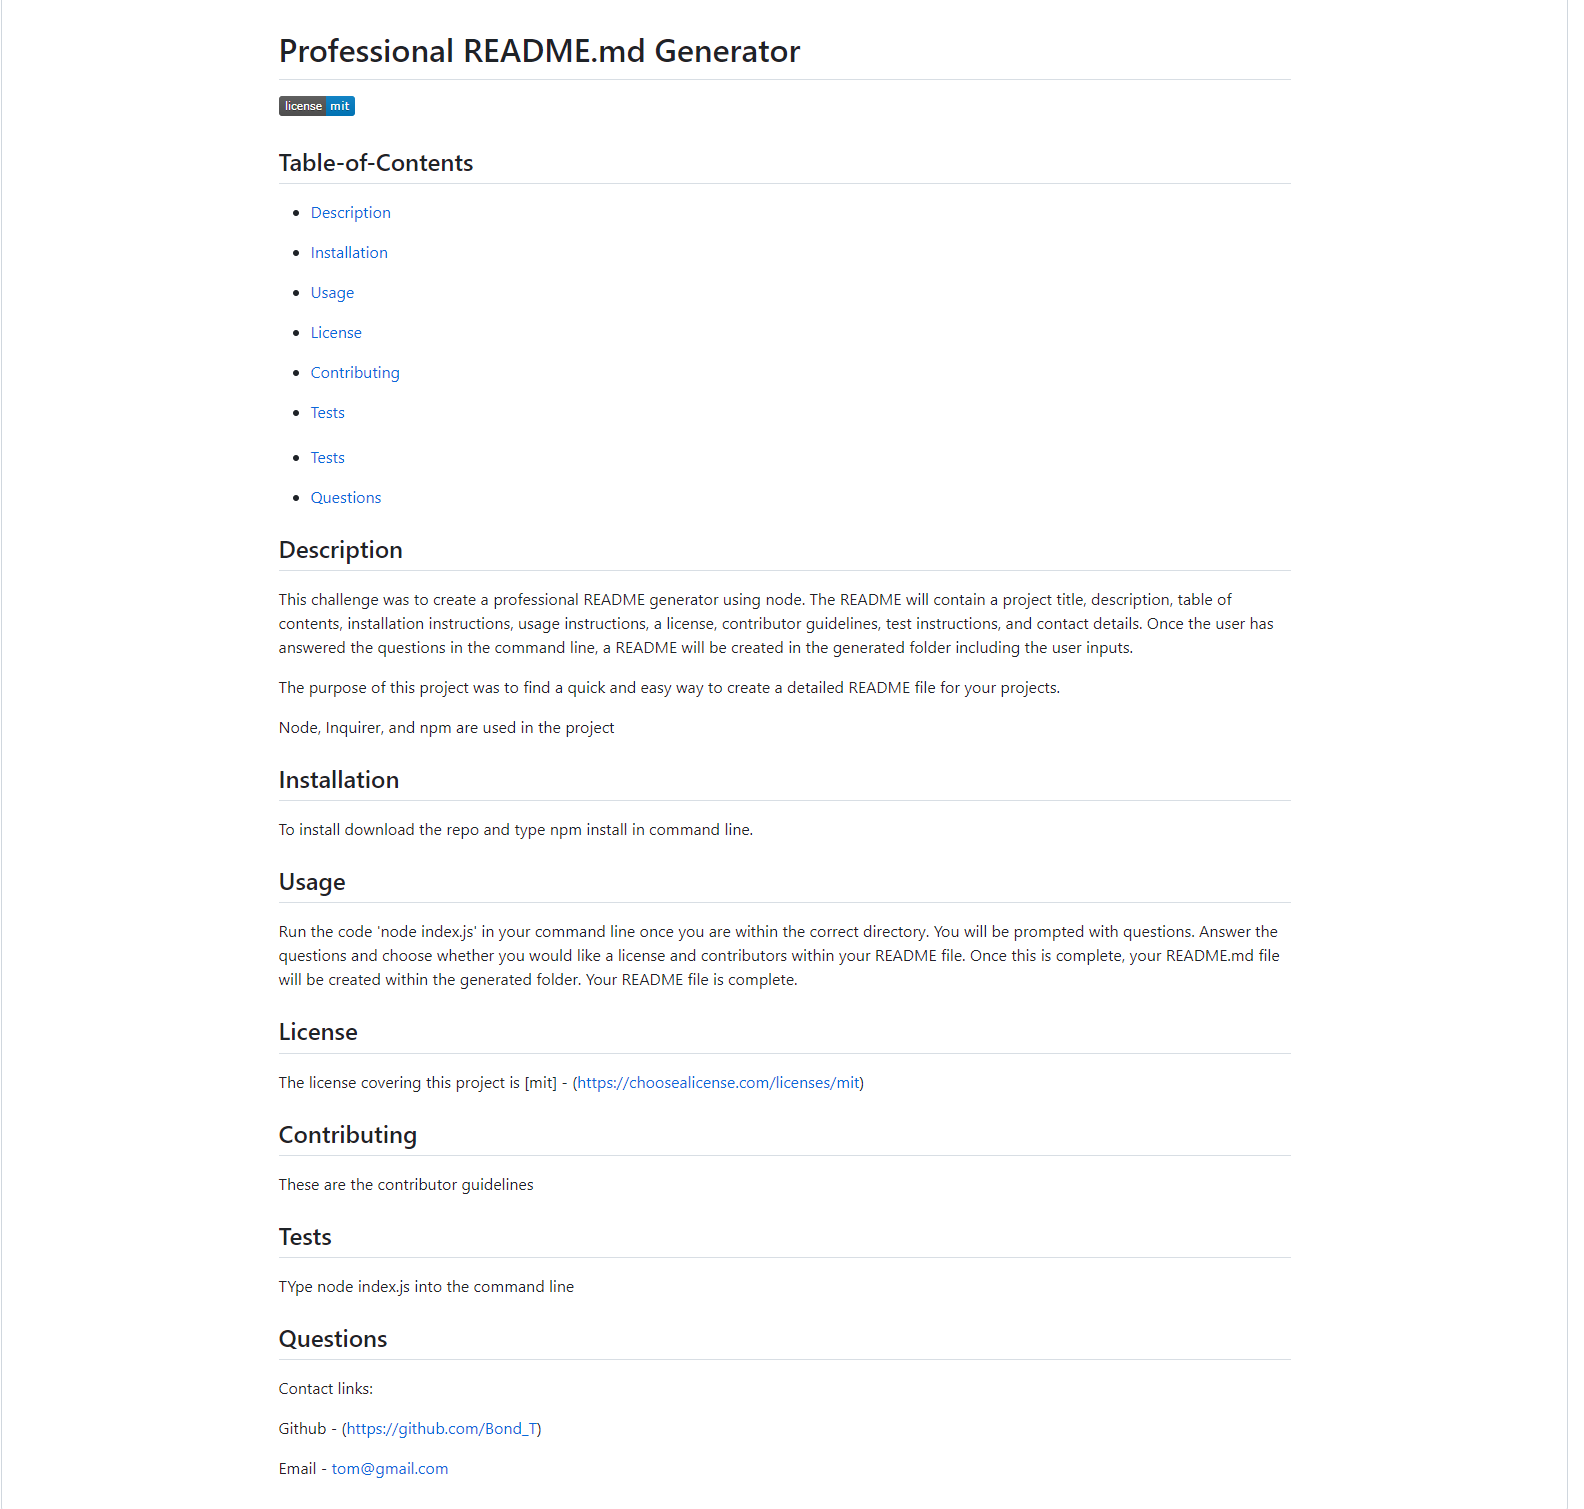 Professional README.md Generator
license mit
Table-of-Contents
Description
Installation
Usage
License
Contributing
Tests
Tests
Questions
Description
This challenge was to create a professional README generator using node. The README will contain a project title, description, table of
contents, installation instructions, usage instructions, a license, contributor guidelines, test instructions, and contact details. Once the user has
answered the questions in the command line, a README will be created in the generated folder including the user inputs.
The purpose of this project was to find a quick and easy way to create a detailed README file for your projects.
Node, Inquirer, and npm are used in the project
Installation
To install download the repo and type npm install in command line.
Usage
Run the code 'node index.js' in your command line once you are within the correct directory. You will be prompted with questions. Answer the
questions and choose whether you would like a license and contributors within your README file. Once this is complete, your README.md file
will be created within the generated folder. Your README file is complete.
License
The license covering this project is [mit] - (https://choosealicense.com/licenses/mit)
Contributing
These are the contributor guidelines
Tests
TYpe node index.js into the command line
Questions
Contact links:
Github - (https://github.com/Bond_T)
Email - tom@gmail.com